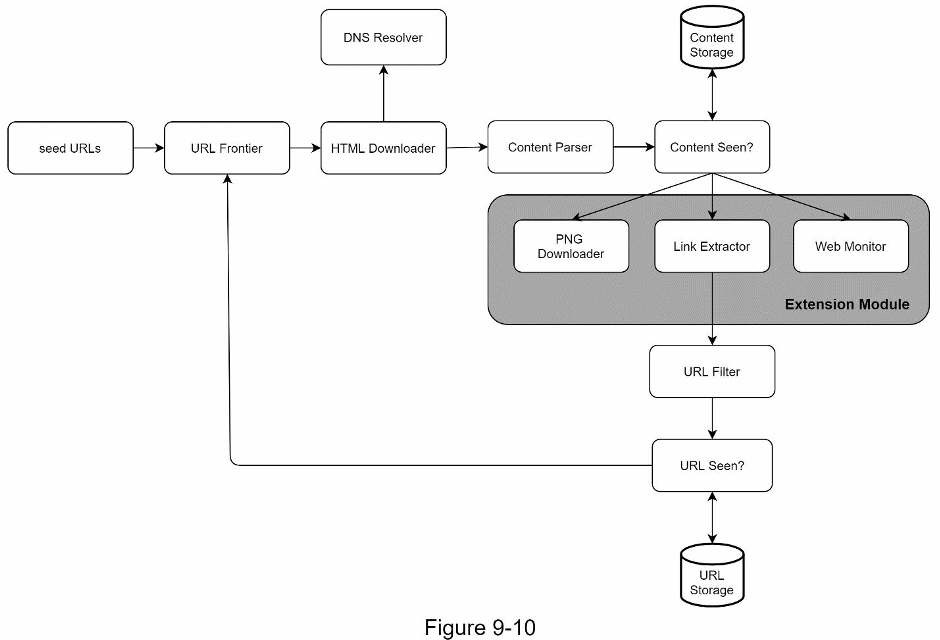 DNS Resolver
Content
Storage
seed URLs
URL Frontier
HTML Downloader
Content Parser
Content Seen?
PNG
Downloader
Link Extractor
Web Monitor
Extension Module
URL Filter
URL Seen?
URL
Storage
Figure 9-10